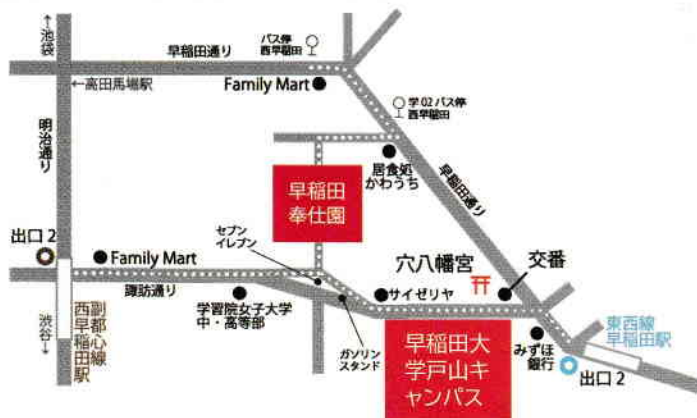 ←池袋
早稲田通り
バス停
西早稲田
←高田馬場駅
Family Mart
学02 バス停
西早稲田
明治通り
早稲田
奉仕園
居食処
かわうち
早稲田通り
出口 2
Family Mart
セブン
イレブン
穴八幡宮
交番
諏訪通り
学習院女子大学
中・高等部
サイゼリヤ
渋谷→
副都心線
西早稲田駅
ガソリン
スタンド
早稲田大
学戸山キ
ャンパス
みずほ
銀行
東西線
早稲田駅
出口 2